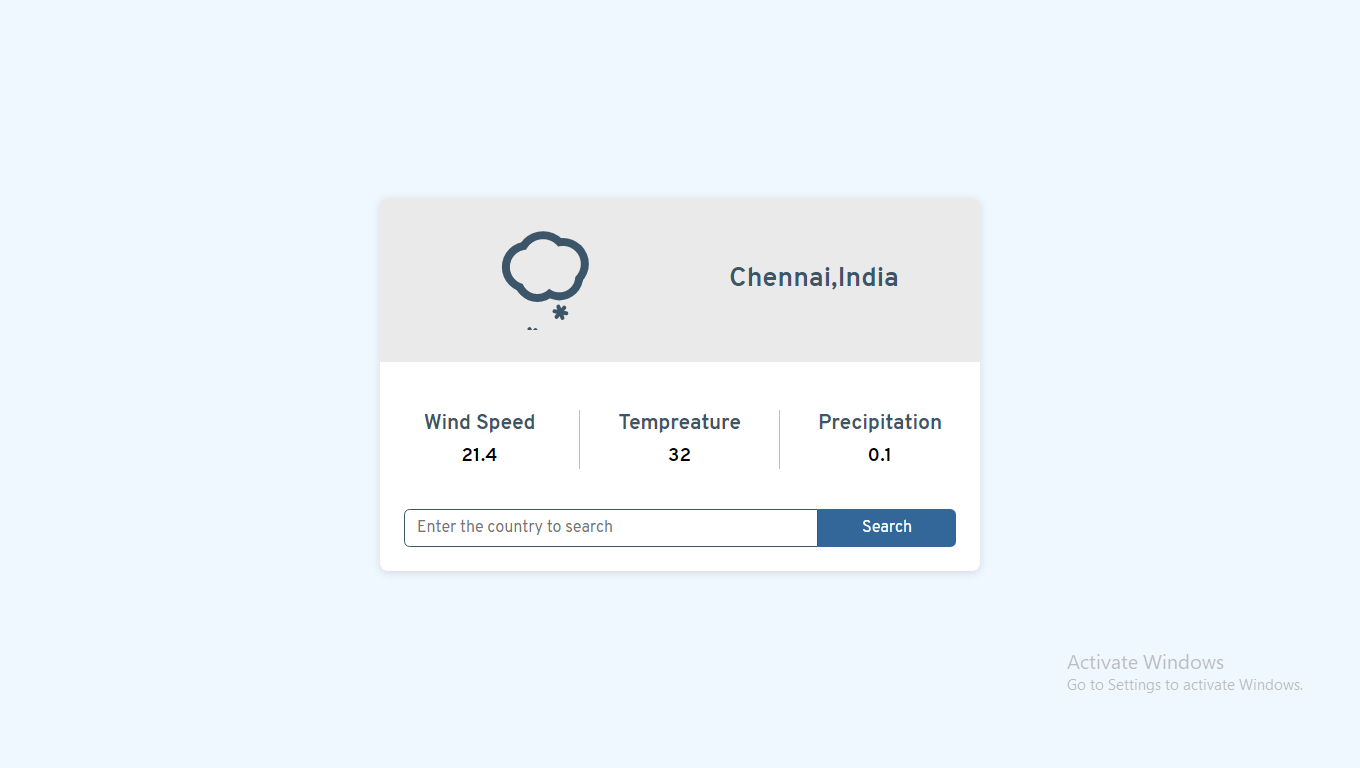 Chennai,India
Wind Speed
Tempreature
Precipitation
21.4
32
0.1
Enter the country to search
Search
Activate Windows
Go to Settings to activate Windows.